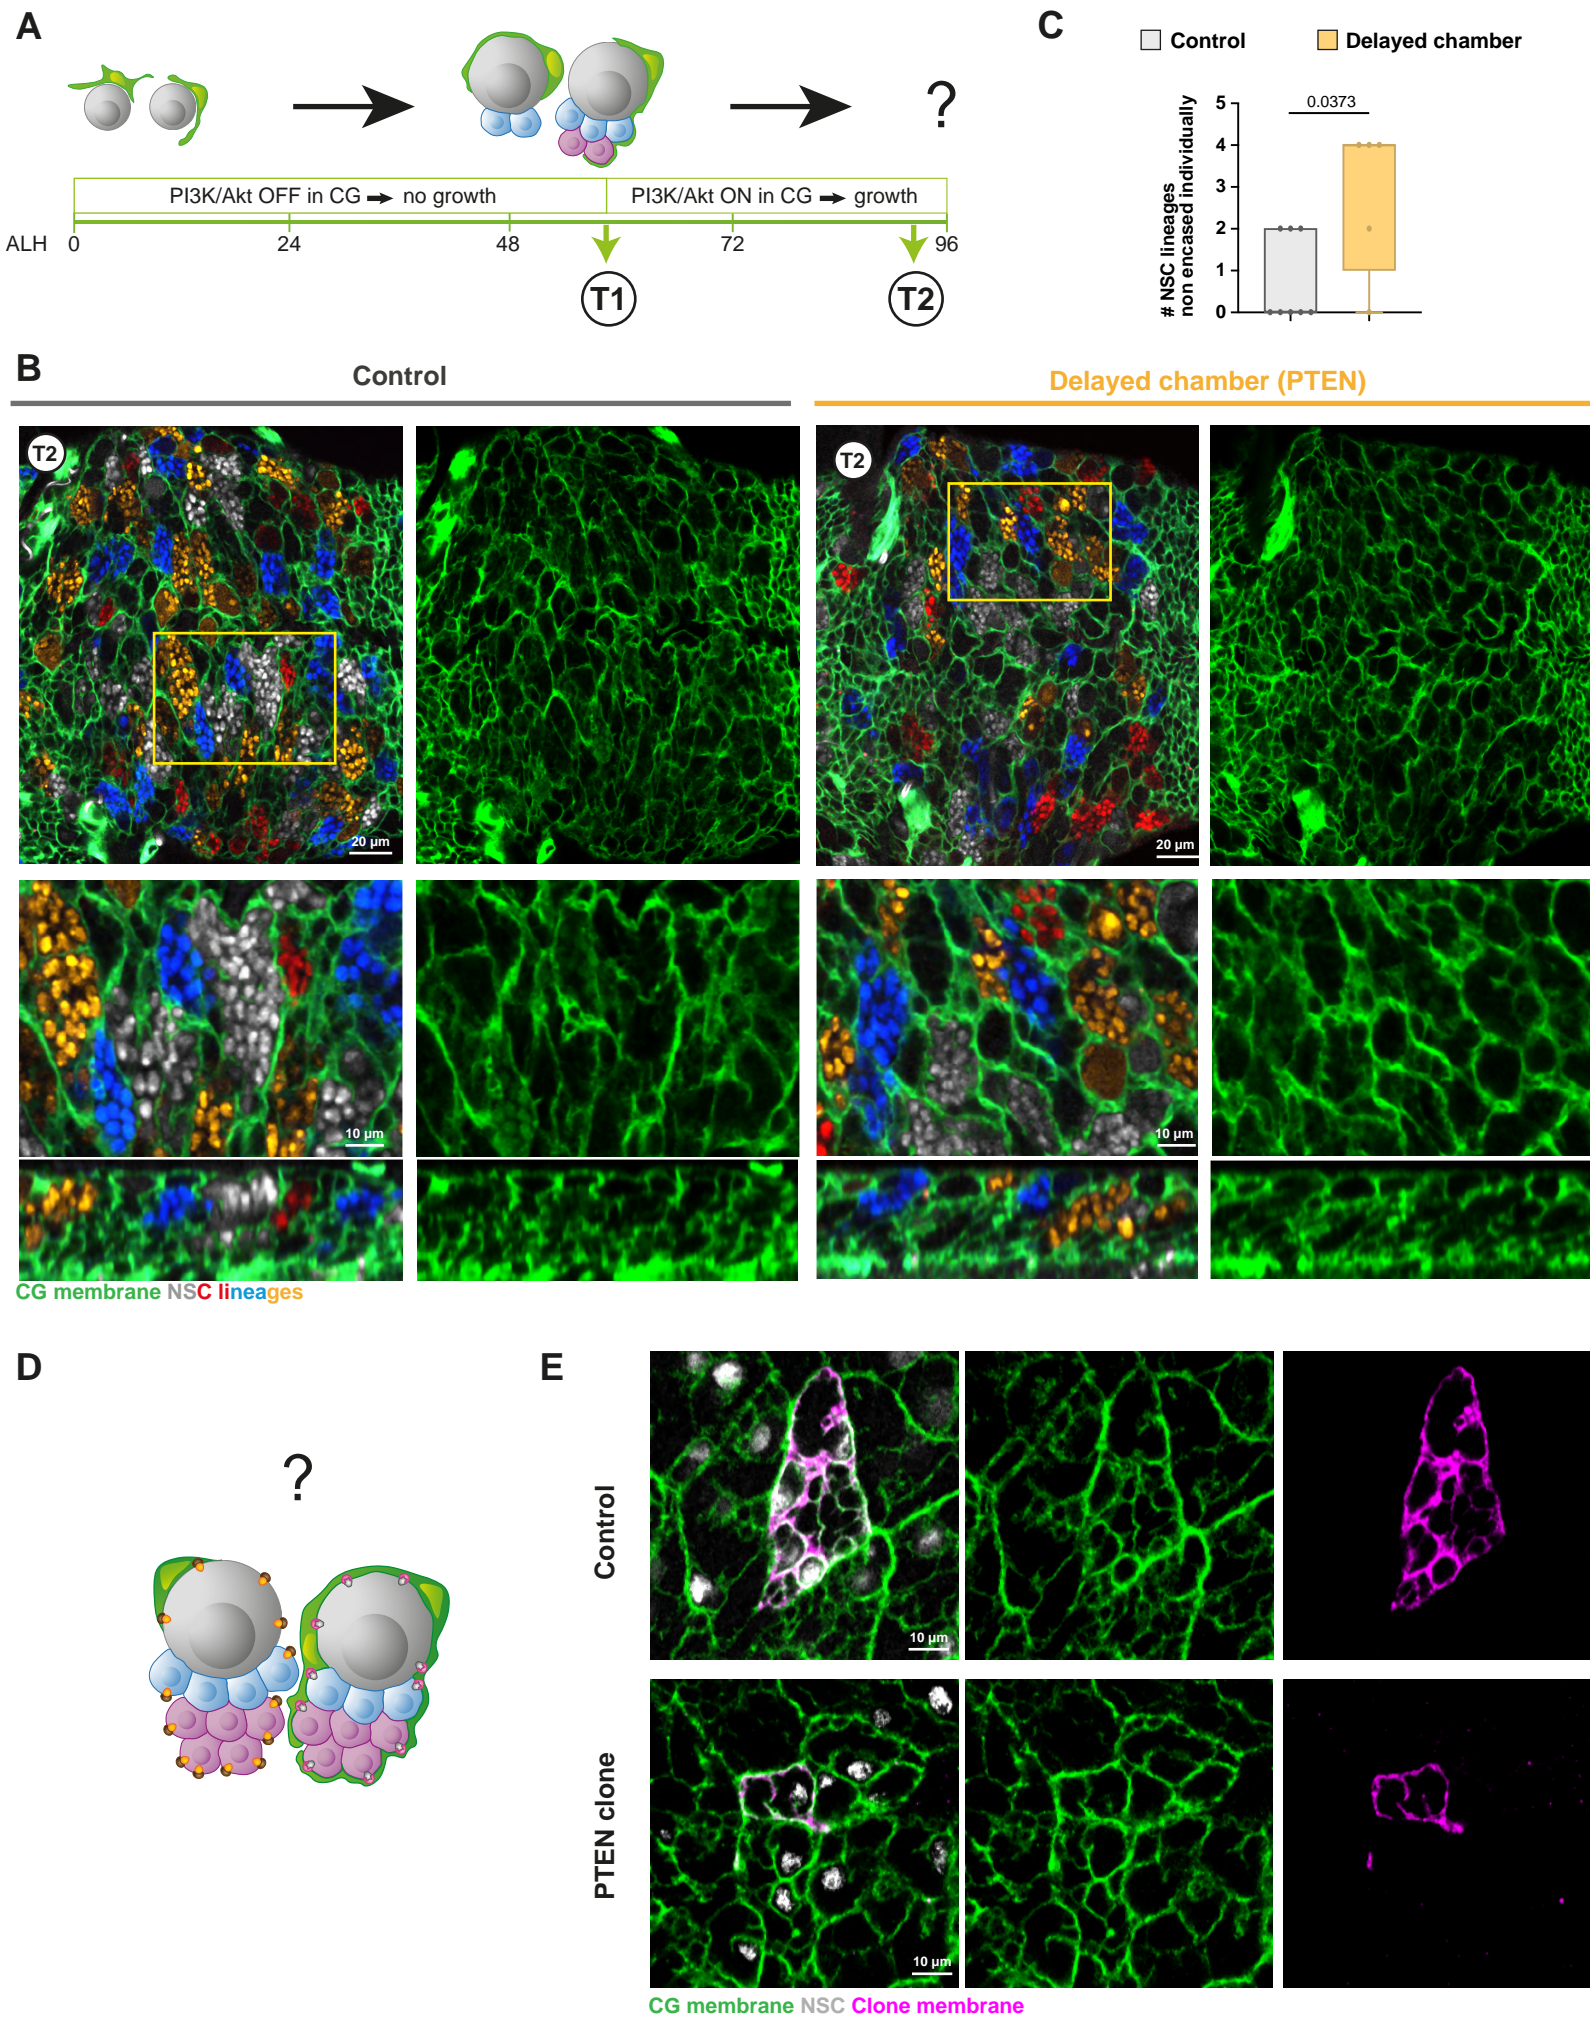 A
?
PI3K/Akt OFF in CG → no growth
PI3K/Akt ON in CG → growth
ALH 0 24 48 72 96
T1
T2
C
Control
Delayed chamber
# NSC lineages
non encased individually
5
4
3
2
1
0
0.0373
B
Control
Delayed chamber (PTEN)
T2
20 µm
T2
20 µm
10 µm
10 µm
CG membrane NSC lineages
D
?
E
Control
10 µm
PTEN clone
10 µm
CG membrane NSC Clone membrane